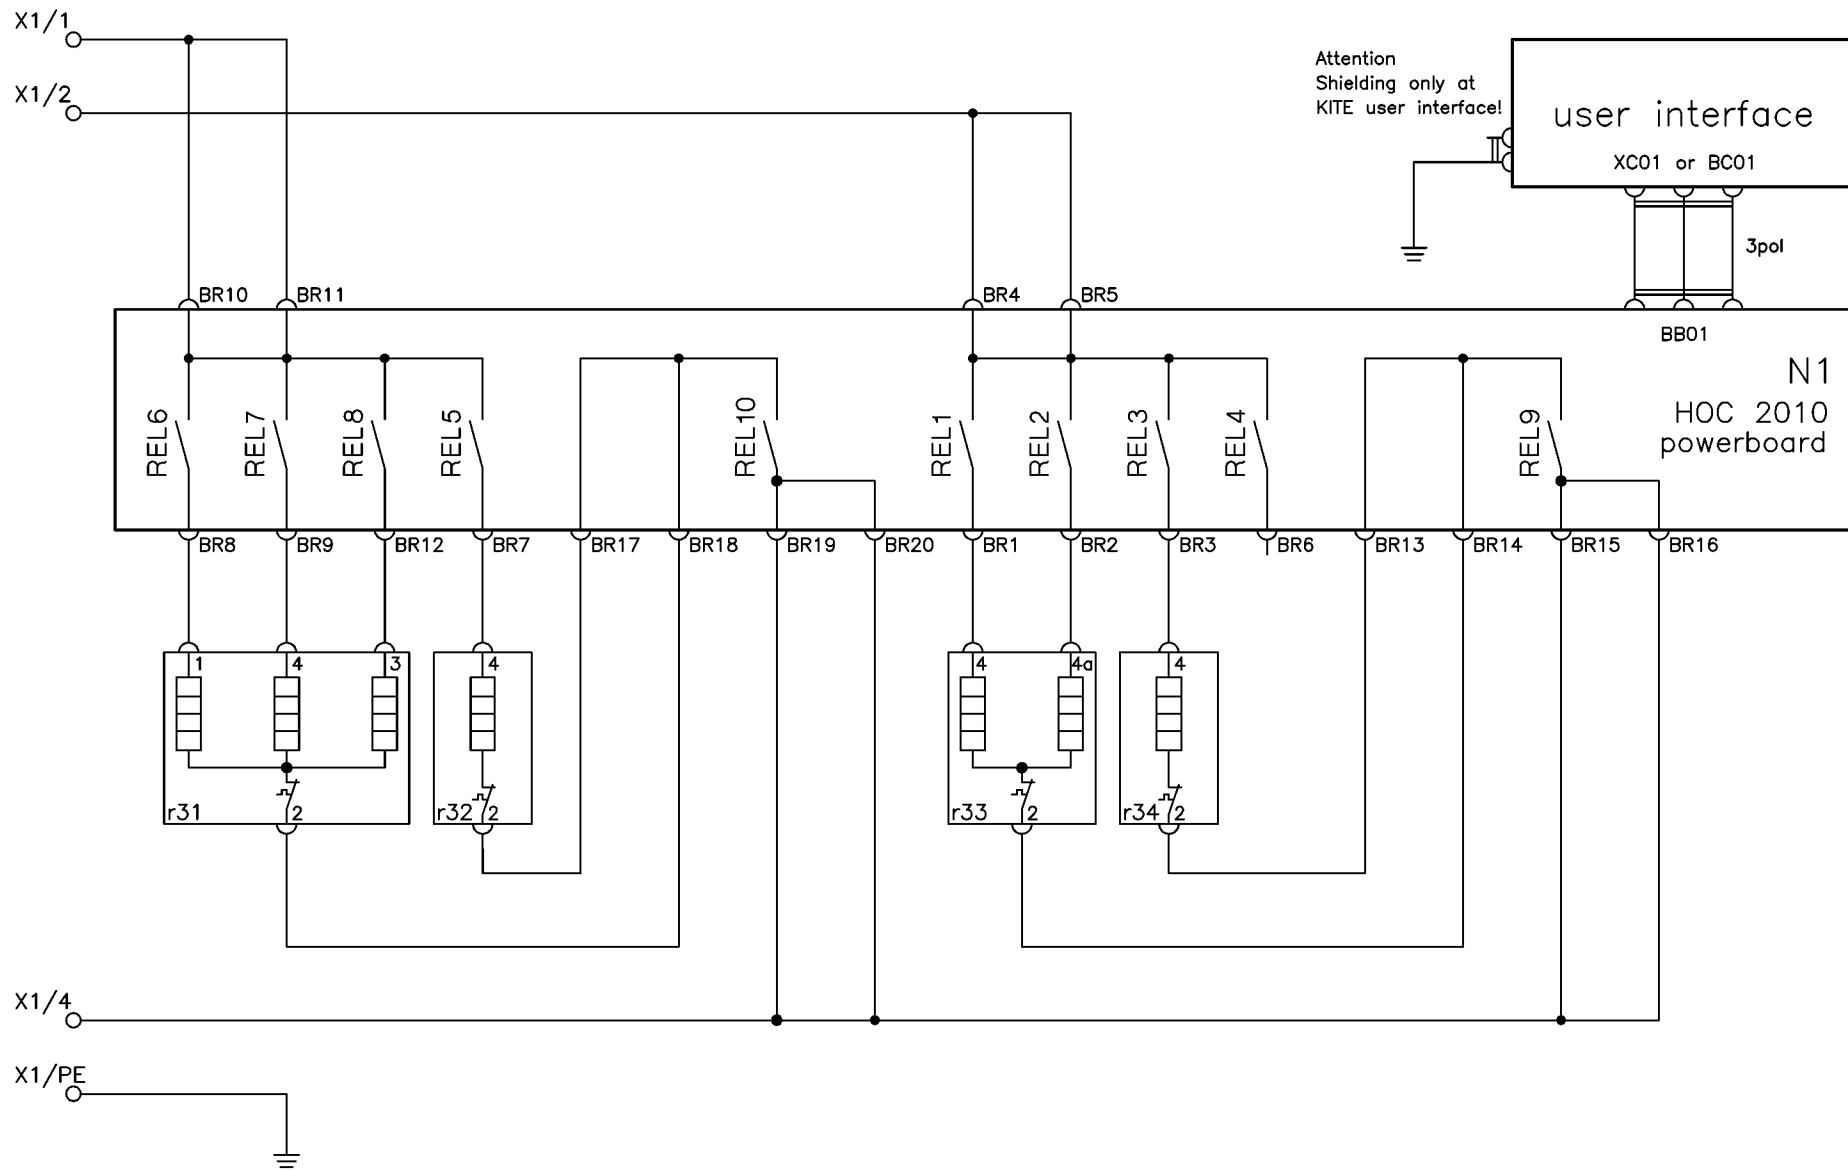 X1/1
X1/2
Attention
Shielding only at
KITE user interface!
user interface
XC01 or BC01
3pol
BR10
BR11
BR4
BR5
BB01
N1
HOC 2010
powerboard
REL6
REL7
REL8
REL5
REL10
REL1
REL2
REL3
REL4
REL9
BR8
BR9
BR12
BR7
BR17
BR18
BR19
BR20
BR1
BR2
BR3
BR6
BR13
BR14
BR15
BR16
1
4
3
4
4
4a
4
r31
2
r32
2
r33
2
r34
2
X1/4
X1/PE